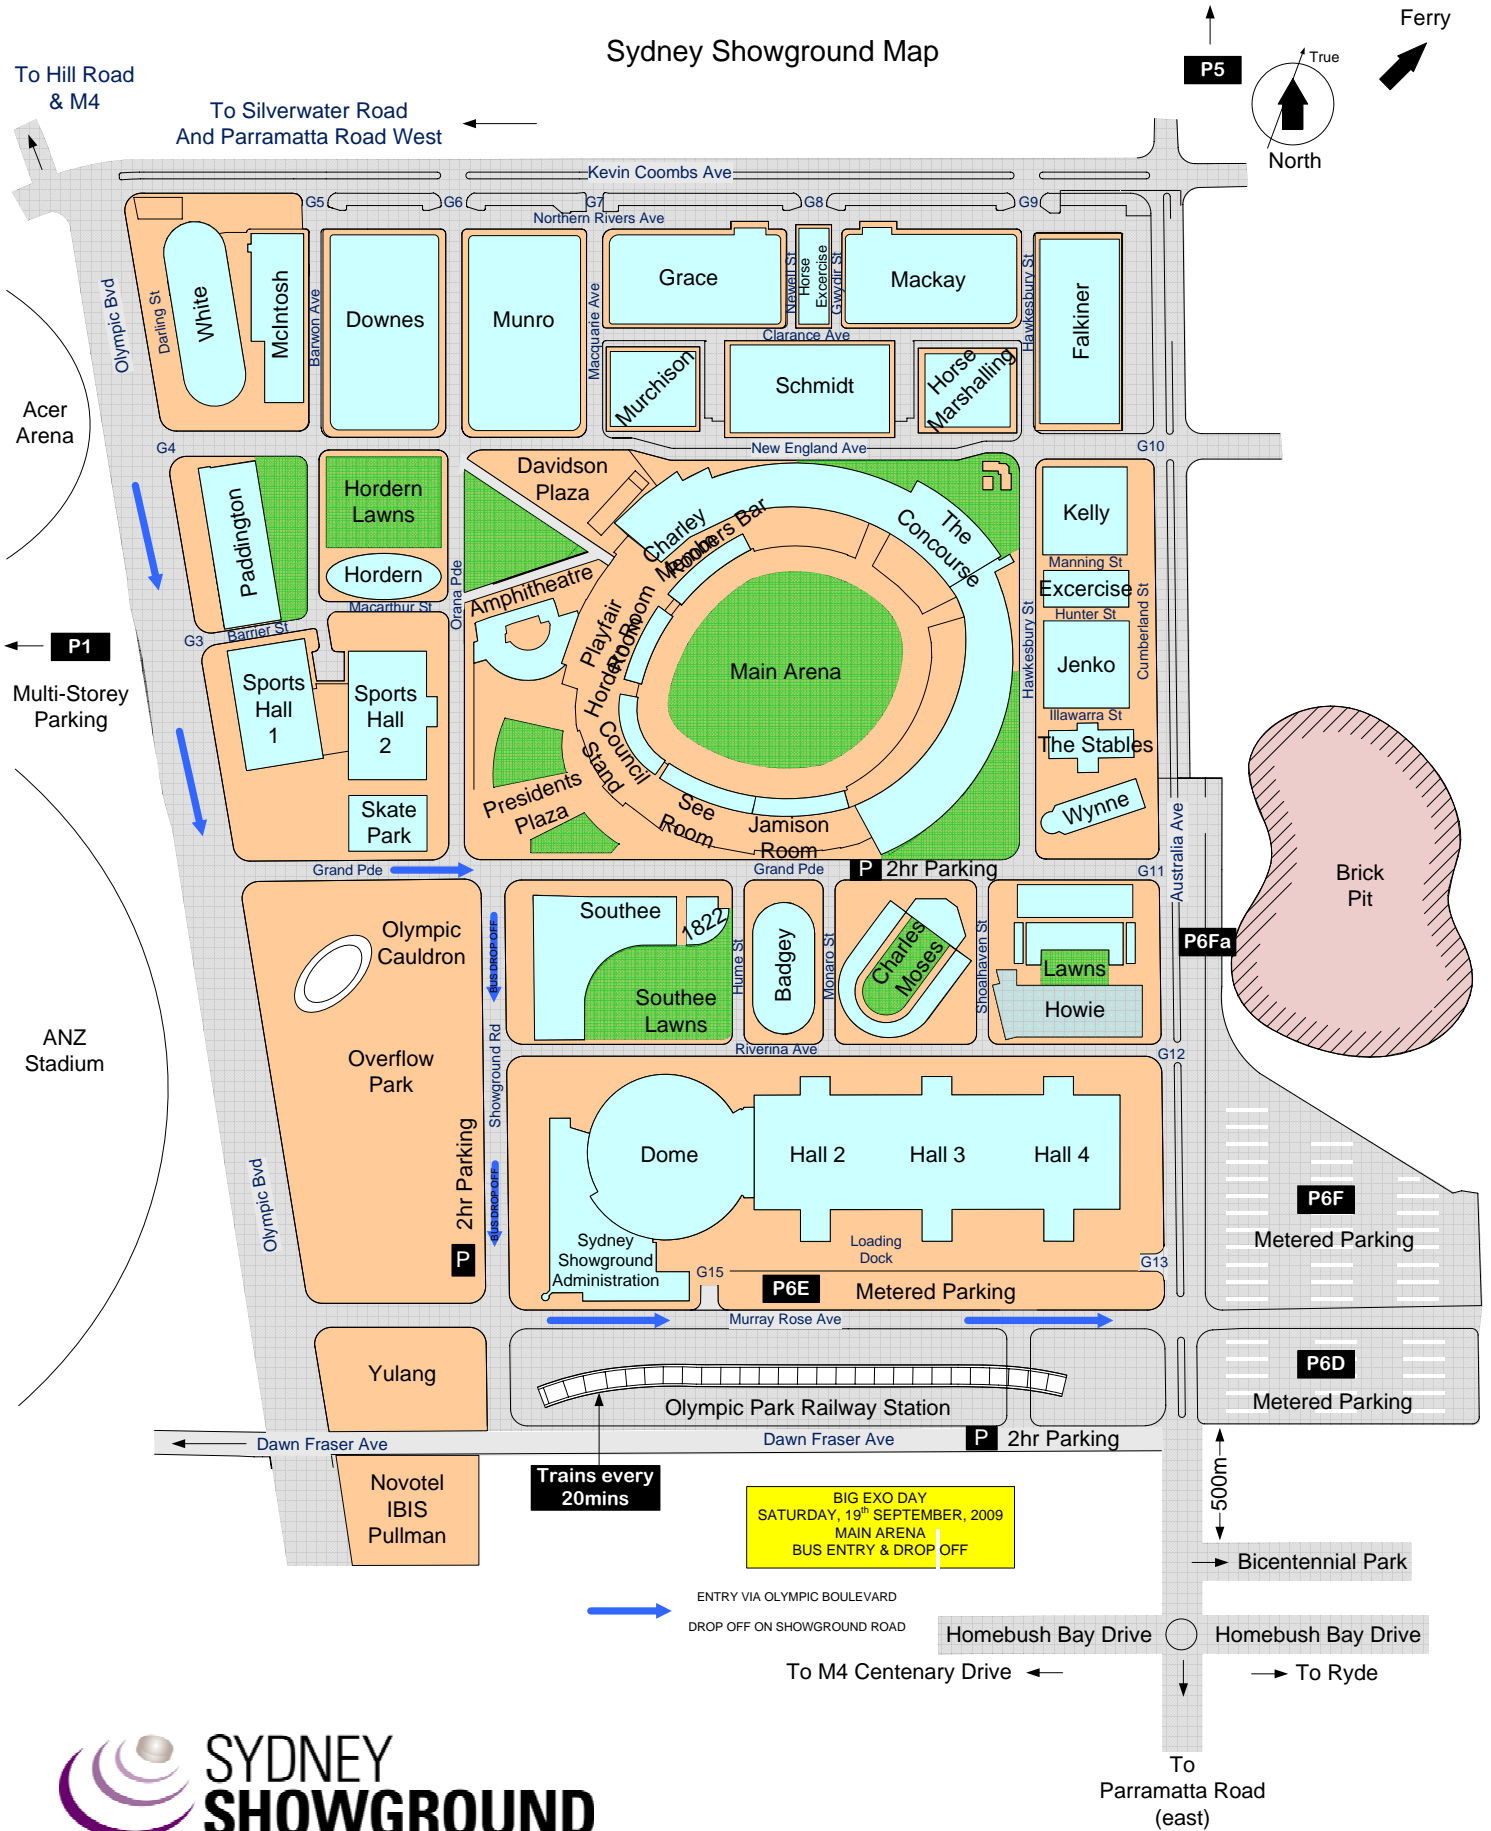 Sydney Showground Map
Ferry
P5
True
North
To Hill Road
& M4
To Silverwater Road
And Parramatta Road West
Kevin Coombs Ave
G5
G6
G7
G8
G9
Northern Rivers Ave
Olympic Bvd
Darling St
White
McIntosh
Barwon Ave
Downes
Munro
Macquarie Ave
Grace
Newell St
Horse
Excercise
Gwydir St
Mackay
Hawkesbury St
Falkiner
Clarance Ave
Murchison
Schmidt
Horse
Marshalling
Acer
Arena
G4
New England Ave
G10
Paddington
Hordern
Lawns
Hordern
Macarthur St
Orana Pde
Davidson
Plaza
Charley
Members Bar
The
Concourse
Kelly
Manning St
Excercise
Hunter St
Cumberland St
Jenko
Illawarra St
The Stables
Wynne
Hawkesbury St
Amphitheatre
Playfair
Room
Hordern
Room
Main Arena
Council
Stand
See
Room
Jamison
Room
Presidents
Plaza
G3
Barrier St
P1
Multi-Storey
Parking
Sports
Hall
1
Sports
Hall
2
Skate
Park
Grand Pde
Grand Pde
P
2hr Parking
G11
Australia Ave
Brick
Pit
P6Fa
Olympic
Cauldron
BUS DROP OFF
Southee
1822
Southee
Lawns
Hume St
Badgey
Monaro St
Charles
Moses
Shoalhaven St
Lawns
Howie
ANZ
Stadium
Overflow
Park
Showground Rd
Riverina Ave
G12
Olympic Bvd
2hr Parking
P
BUS DROP OFF
Dome
Hall 2
Hall 3
Hall 4
Sydney
Showground
Administration
Loading
Dock
G13
G15
P6E
Metered Parking
P6F
Metered Parking
Murray Rose Ave
Yulang
Olympic Park Railway Station
P6D
Metered Parking
Dawn Fraser Ave
Dawn Fraser Ave
P
2hr Parking
Novotel
IBIS
Pullman
Trains every
20mins
500m
BIG EXO DAY
SATURDAY, 19th SEPTEMBER, 2009
MAIN ARENA
BUS ENTRY & DROP OFF
Bicentennial Park
ENTRY VIA OLYMPIC BOULEVARD
DROP OFF ON SHOWGROUND ROAD
Homebush Bay Drive
Homebush Bay Drive
To M4 Centenary Drive
To Ryde
To
Parramatta Road
(east)
SYDNEY
SHOWGROUND